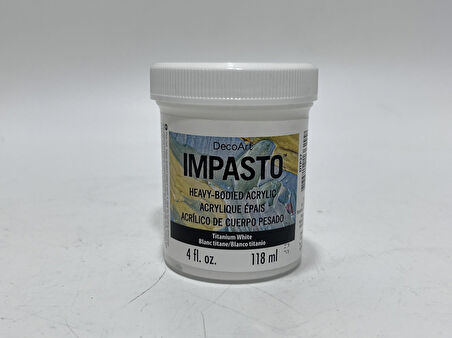 DecoArt
IMPASTO™
HEAVY-BODIED ACRYLIC
ACRYLIQUE ÉPAIS
ACRÍLICO DE CUERPO PESADO
Titanium White
Blanc titane/Blanco titanio
4 fl. oz. 118 ml